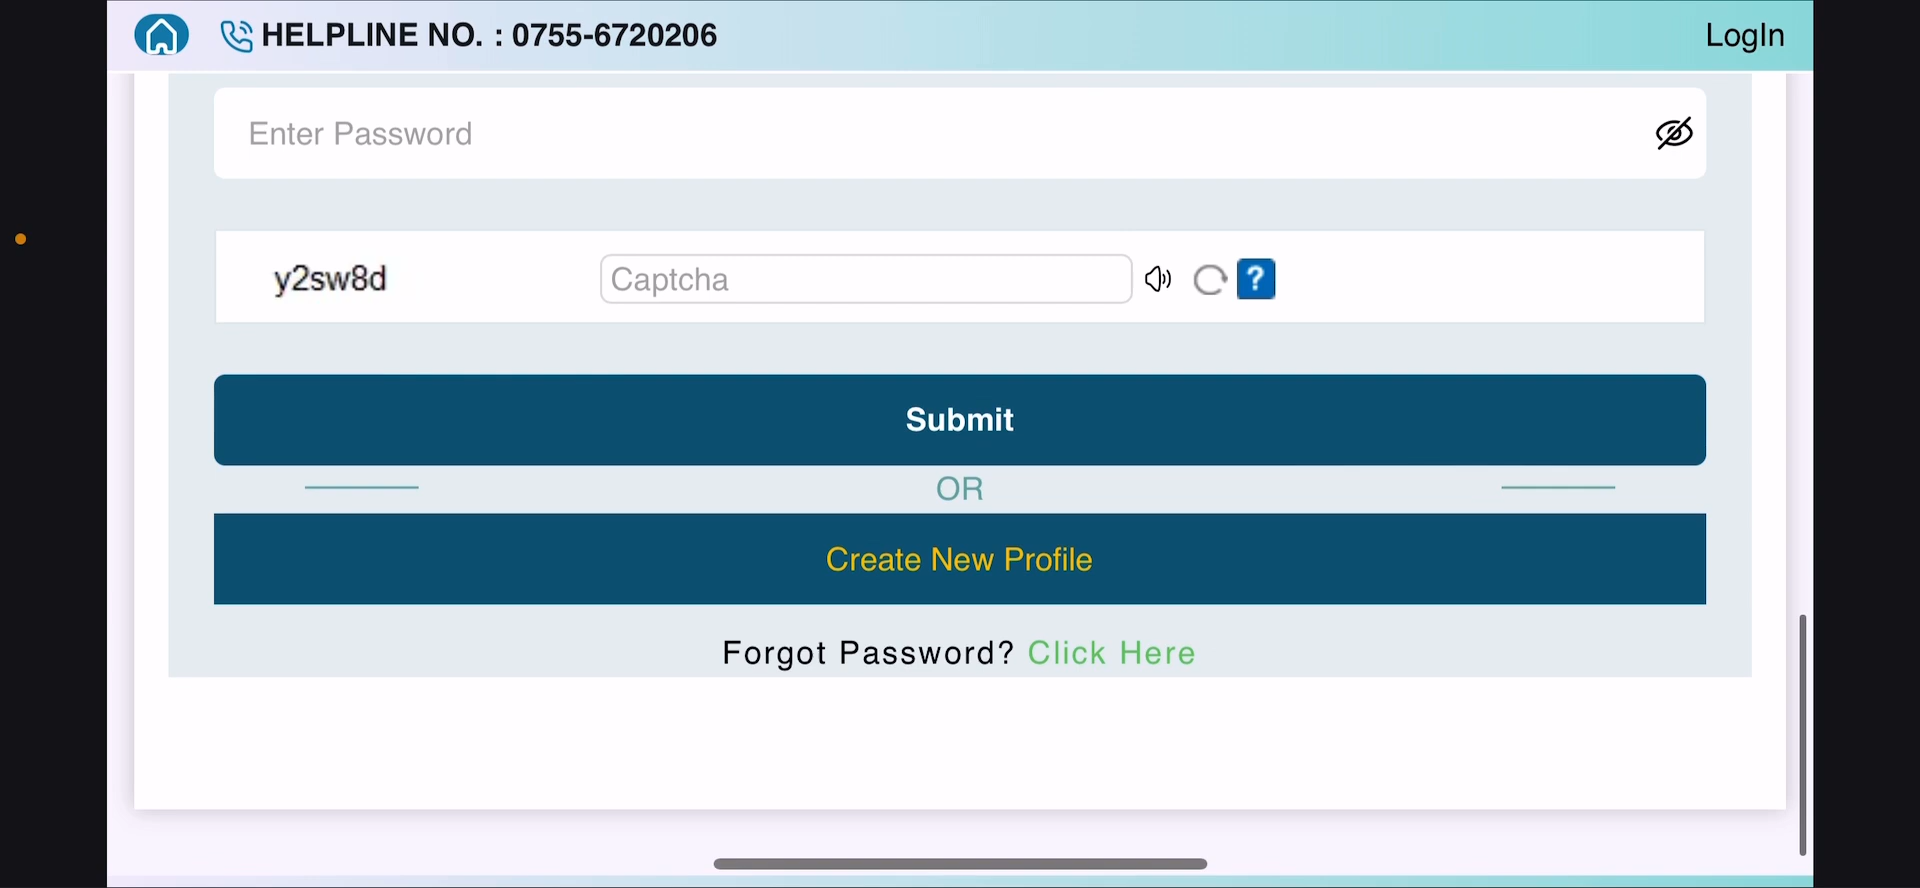 HELPLINE NO. : 0755-6720206
LogIn
Enter Password
y2sw8d
Captcha
?
Submit
OR
Create New Profile
Forgot Password? Click Here